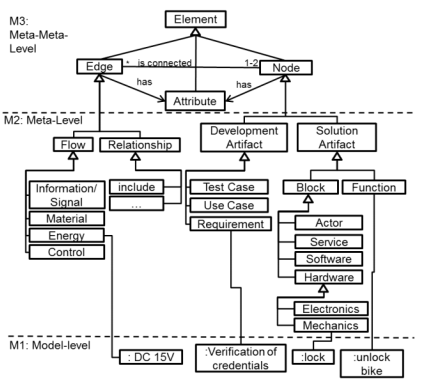 M3:
Meta-Meta-
Level
Element
Edge
* is connected 1-2
Node
has
has
Attribute
M2: Meta-Level
Flow
Relationship
Development
Artifact
Solution
Artifact
Information/
Signal
Material
Energy
Control
include
...
Test Case
Use Case
Requirement
Block
Function
Actor
Service
Software
Hardware
Electronics
Mechanics
M1: Model-level
: DC 15V
:Verification of
credentials
:lock
:unlock
bike